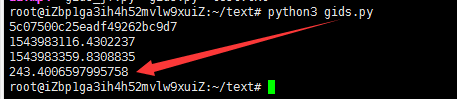 root@iZbp1ga3ih4h52mvlw9xuiZ:~/text# python3 gids.py
5c07500c25eadf49262bc9d7
1543983116.4302237
1543983359.8308835
243.4006597995758
root@iZbp1ga3ih4h52mvlw9xuiZ:~/text#